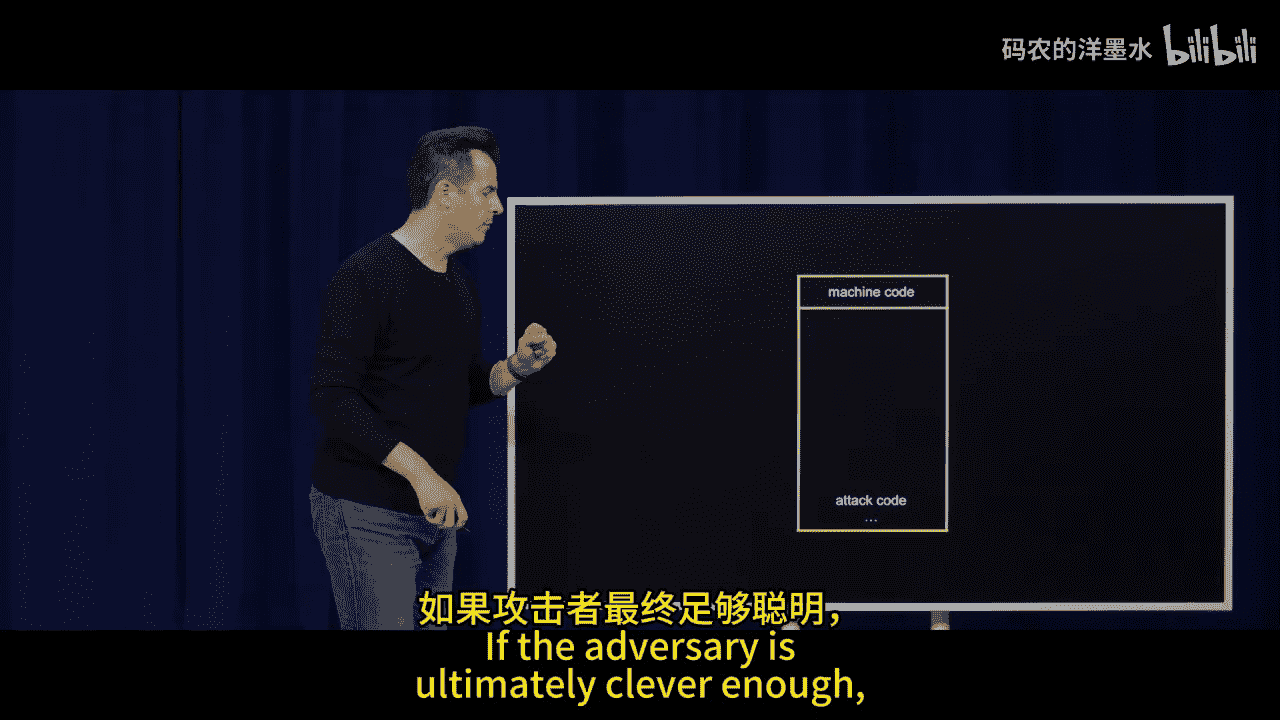 码农的洋墨水 bilibili
machine code
attack code
...
如果攻击者最终足够聪明，
If the adversary is
ultimately clever enough,